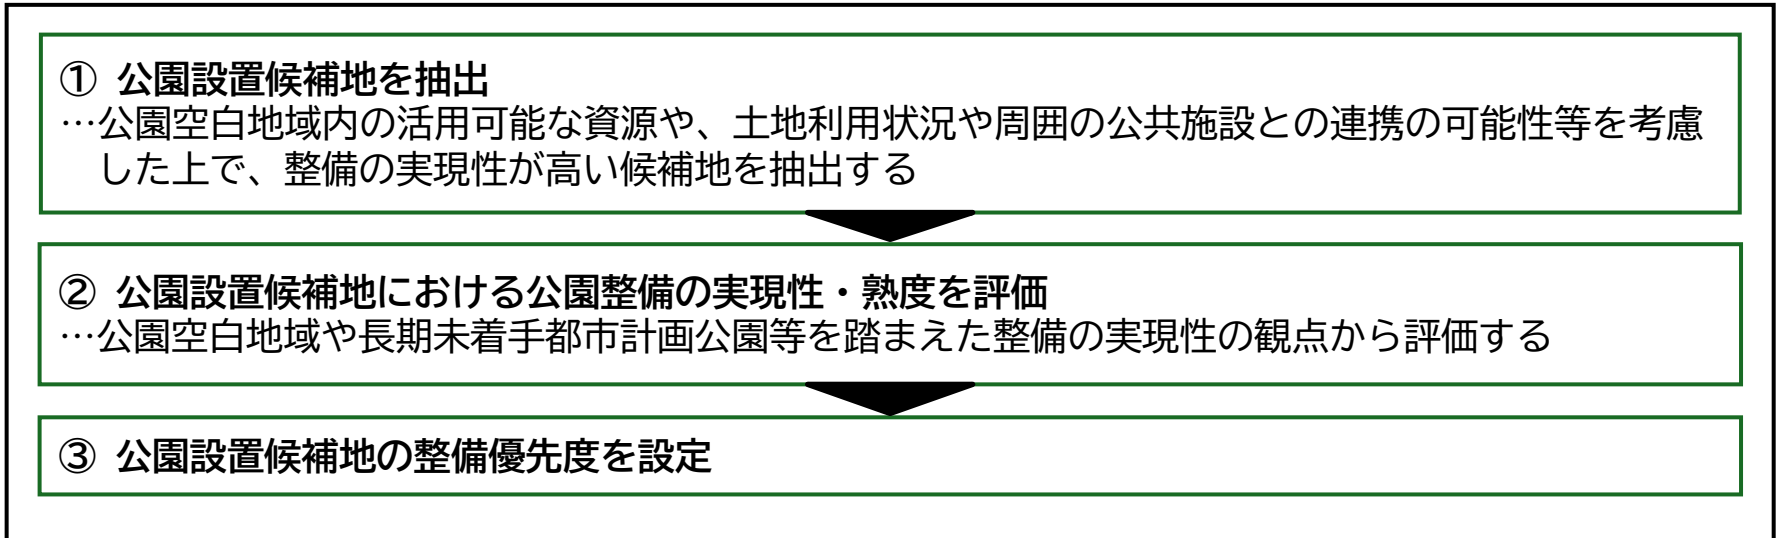 ① 公園設置候補地を抽出
…公園空白地域内の活用可能な資源や、土地利用状況や周囲の公共施設との連携の可能性等を考慮
した上で、整備の実現性が高い候補地を抽出する
② 公園設置候補地における公園整備の実現性・熟度を評価
…公園空白地域や長期未着手都市計画公園等を踏まえた整備の実現性の観点から評価する
③ 公園設置候補地の整備優先度を設定